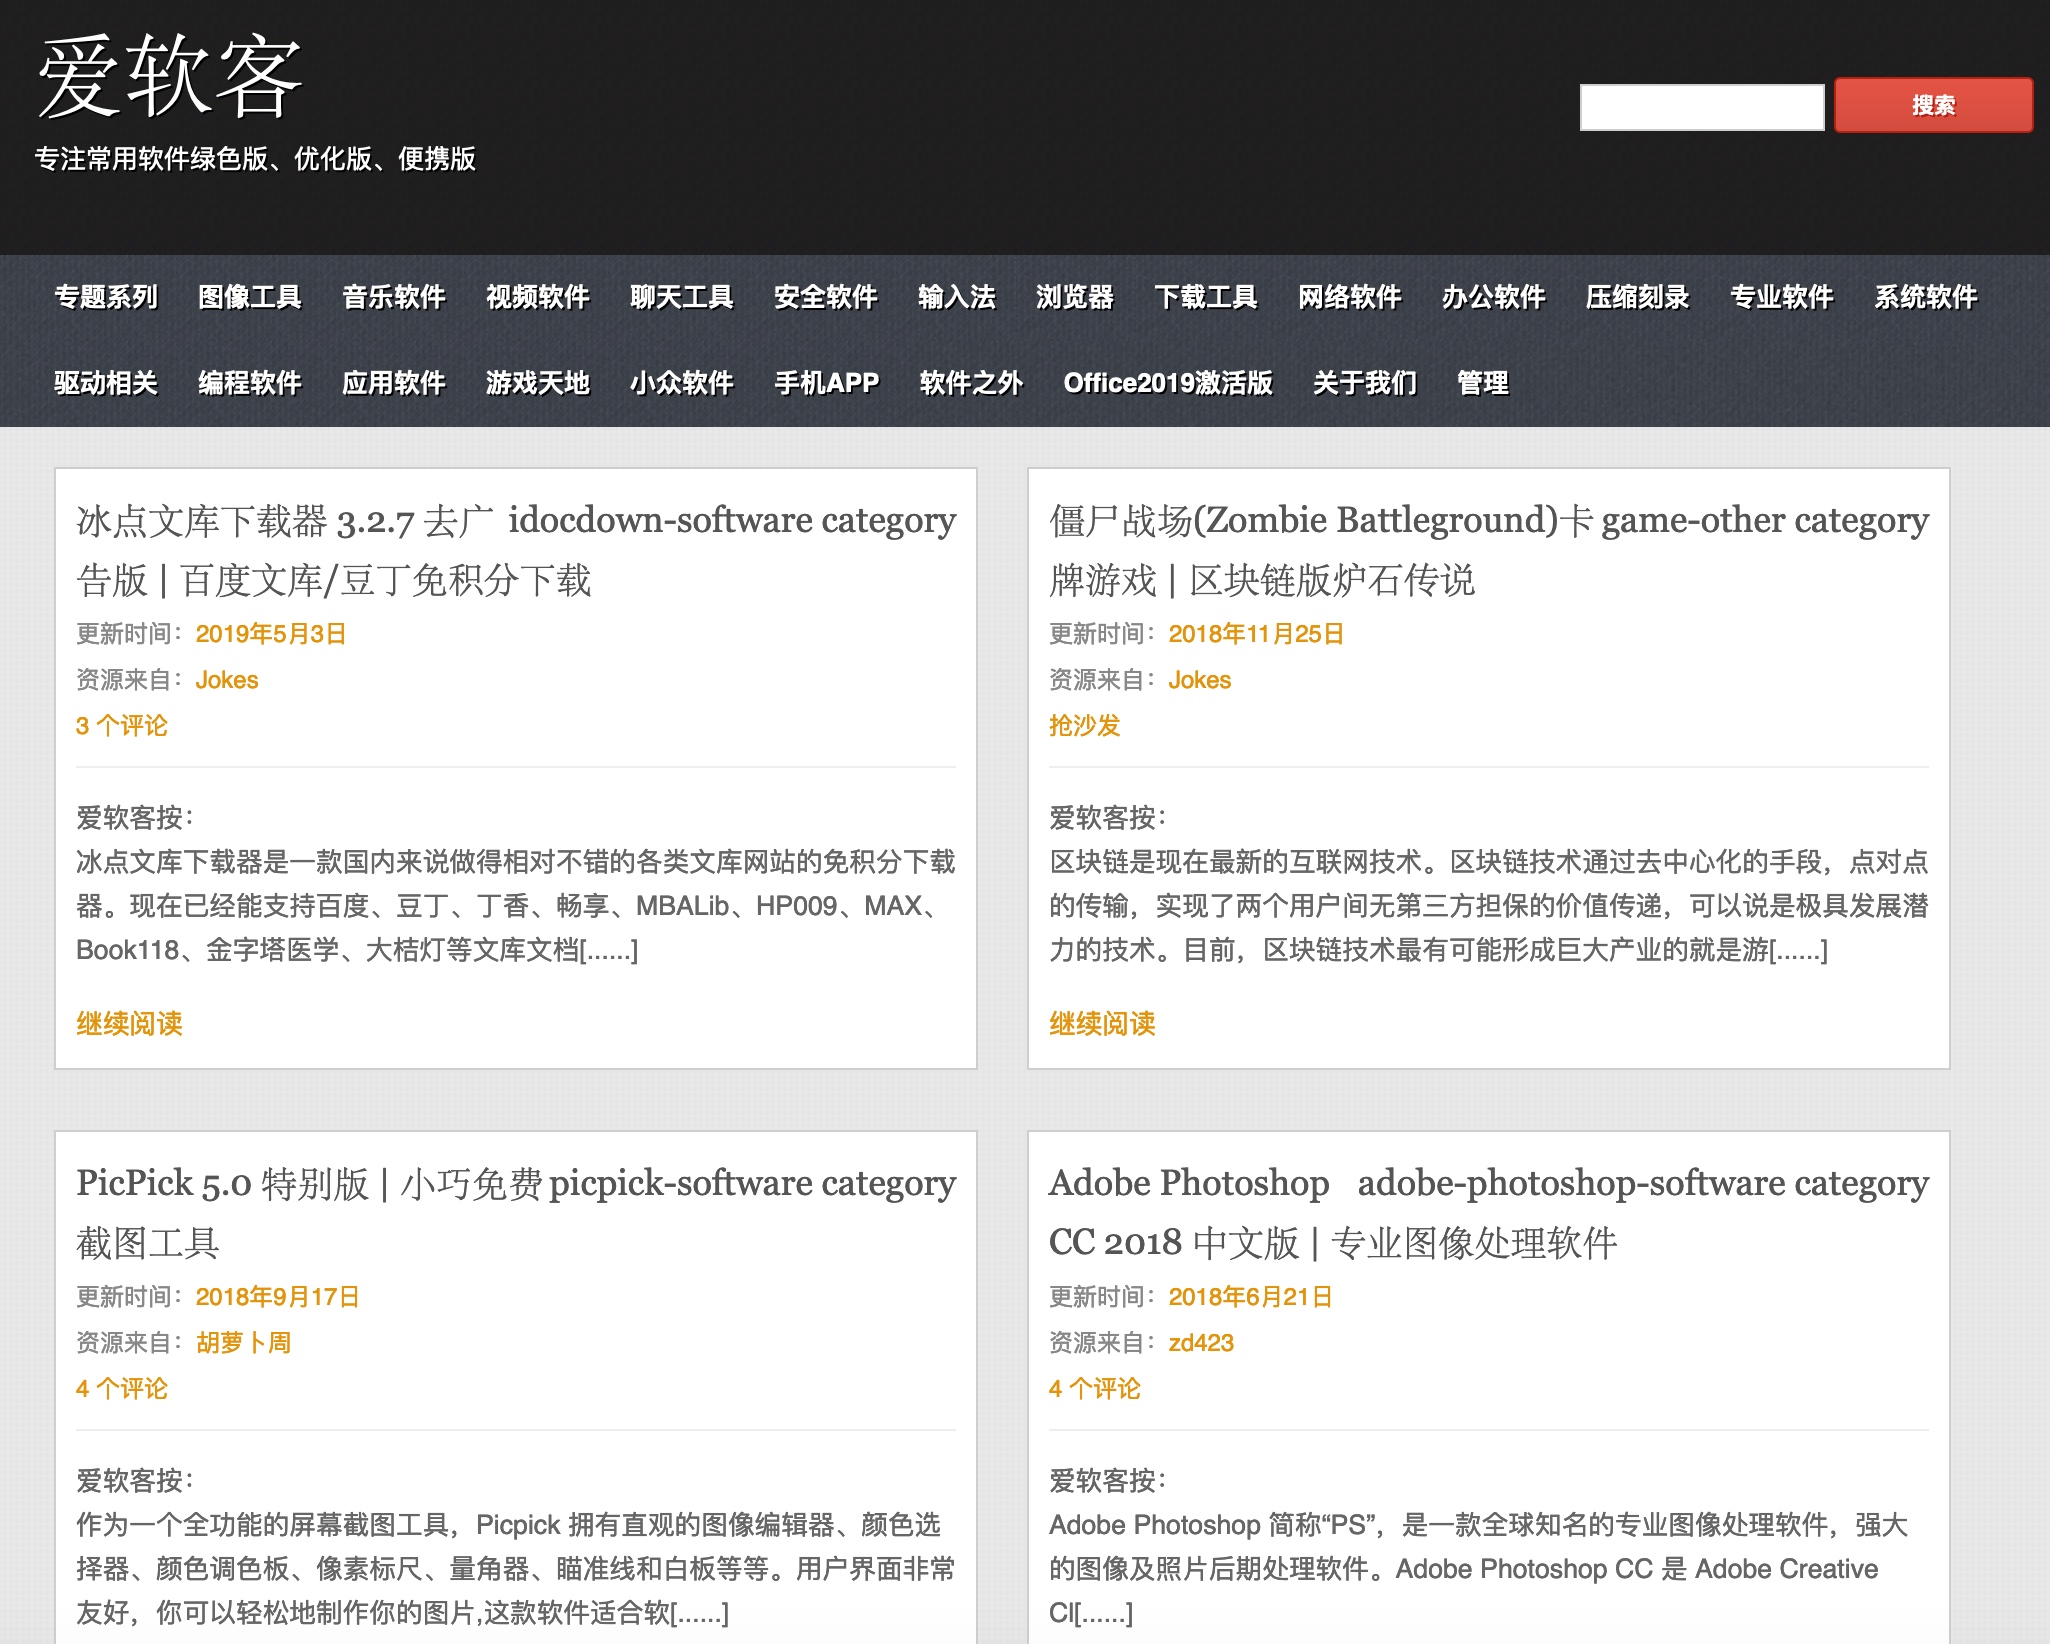 爱软客
专注常用软件绿色版、优化版、便携版
搜索
专题系列 图像工具 音乐软件 视频软件 聊天工具 安全软件 输入法 浏览器 下载工具 网络软件 办公软件 压缩刻录 专业软件 系统软件
驱动相关 编程软件 应用软件 游戏天地 小众软件 手机APP 软件之外 Office2019激活版 关于我们 管理
冰点文库下载器 3.2.7 去广 idocdown-software category
告版 | 百度文库/豆丁免积分下载
更新时间：2019年5月3日
资源来自：Jokes
3 个评论
爱软客按：
冰点文库下载器是一款国内来说做得相对不错的各类文库网站的免积分下载
器。现在已经能支持百度、豆丁、丁香、畅享、MBALib、HP009、MAX、
Book118、金字塔医学、大桔灯等文库文档[......]
继续阅读
僵尸战场(Zombie Battleground)卡 game-other category
牌游戏 | 区块链版炉石传说
更新时间：2018年11月25日
资源来自：Jokes
抢沙发
爱软客按：
区块链是现在最新的互联网技术。区块链技术通过去中心化的手段，点对点
的传输，实现了两个用户间无第三方担保的价值传递，可以说是极具发展潜
力的技术。目前，区块链技术最有可能形成巨大产业的就是游[......]
继续阅读
PicPick 5.0 特别版 | 小巧免费 picpick-software category
截图工具
更新时间：2018年9月17日
资源来自：胡萝卜周
4 个评论
爱软客按：
作为一个全功能的屏幕截图工具，Picpick 拥有直观的图像编辑器、颜色选
择器、颜色调色板、像素标尺、量角器、瞄准线和白板等等。用户界面非常
友好，你可以轻松地制作你的图片,这款软件适合软[......]
Adobe Photoshop adobe-photoshop-software category
CC 2018 中文版 | 专业图像处理软件
更新时间：2018年6月21日
资源来自：zd423
4 个评论
爱软客按：
Adobe Photoshop 简称“PS”，是一款全球知名的专业图像处理软件，强大
的图像及照片后期处理软件。Adobe Photoshop CC 是 Adobe Creative
Cl[......]